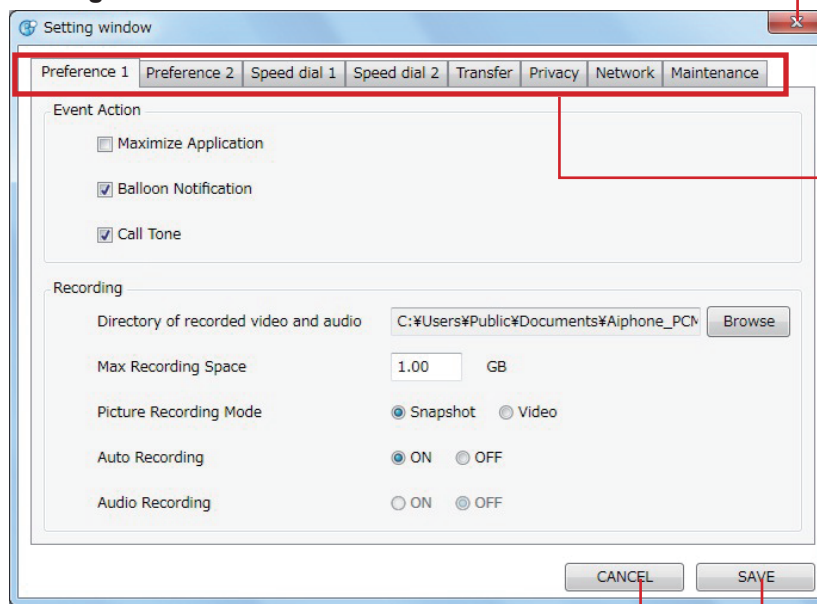 Setting window
Preference 1 Preference 2 Speed dial 1 Speed dial 2 Transfer Privacy Network Maintenance
Event Action
Maximize Application
Balloon Notification
Call Tone
Recording
Directory of recorded video and audio C:¥Users¥Public¥Documents¥Aiphone_PCM Browse
Max Recording Space 1.00 GB
Picture Recording Mode Snapshot Video
Auto Recording ON OFF
Audio Recording ON OFF
CANCEL SAVE